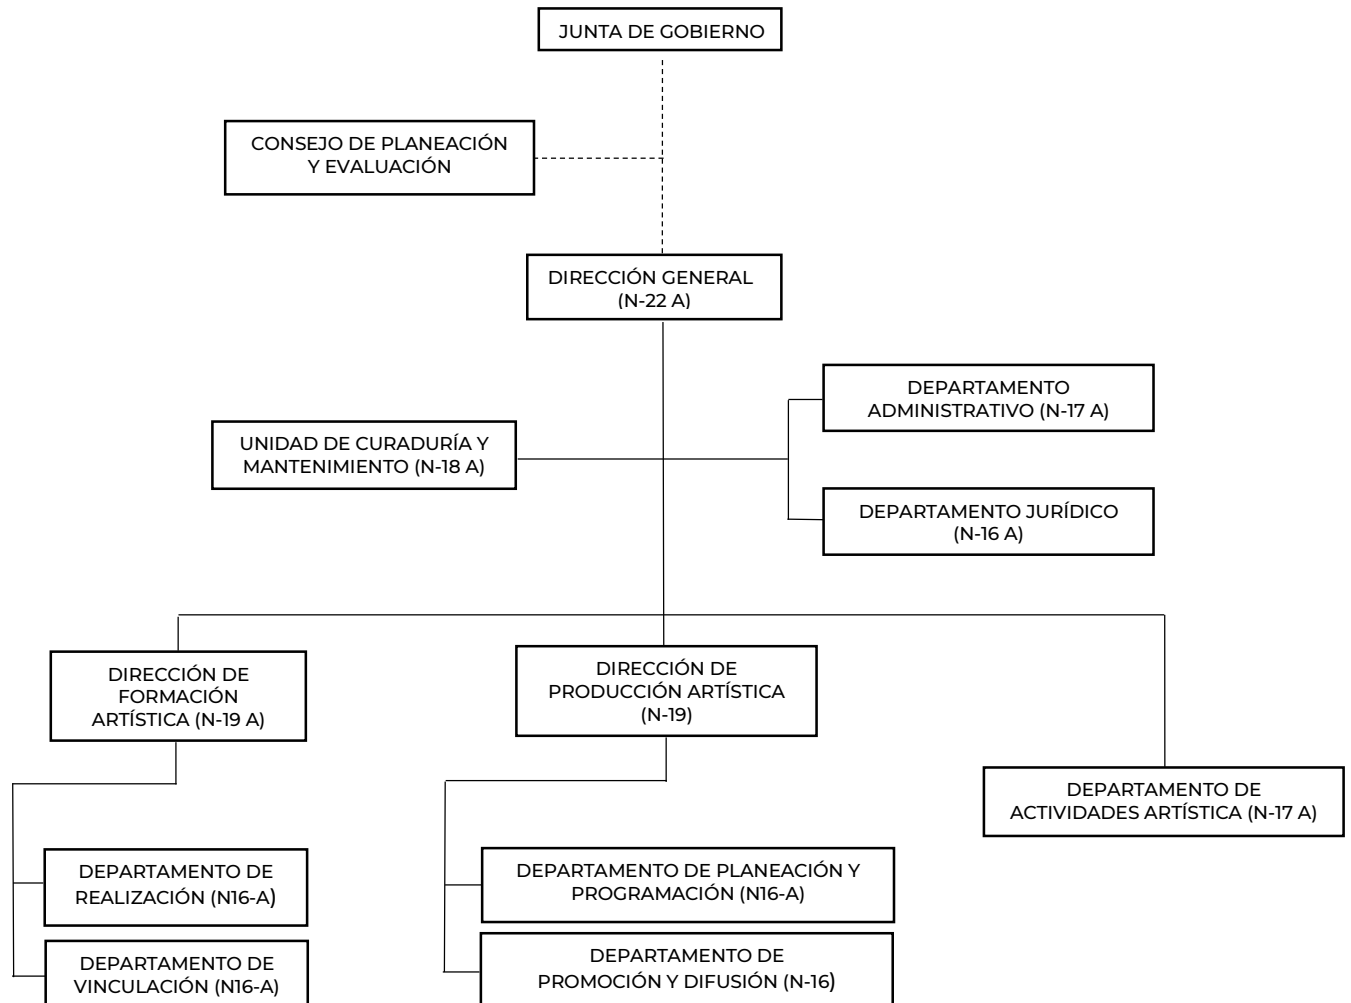 JUNTA DE GOBIERNO
CONSEJO DE PLANEACIÓN
Y EVALUACIÓN
DIRECCIÓN GENERAL
(N-22 A)
DEPARTAMENTO
ADMINISTRATIVO (N-17 A)
UNIDAD DE CURADURÍA Y
MANTENIMIENTO (N-18 A)
DEPARTAMENTO JURÍDICO
(N-16 A)
DIRECCIÓN DE
FORMACIÓN
ARTÍSTICA (N-19 A)
DIRECCIÓN DE
PRODUCCIÓN ARTÍSTICA
(N-19)
DEPARTAMENTO DE
ACTIVIDADES ARTÍSTICA (N-17 A)
DEPARTAMENTO DE
REALIZACIÓN (N16-A)
DEPARTAMENTO DE PLANEACIÓN Y
PROGRAMACIÓN (N16-A)
DEPARTAMENTO DE
VINCULACIÓN (N16-A)
DEPARTAMENTO DE
PROMOCIÓN Y DIFUSIÓN (N-16)